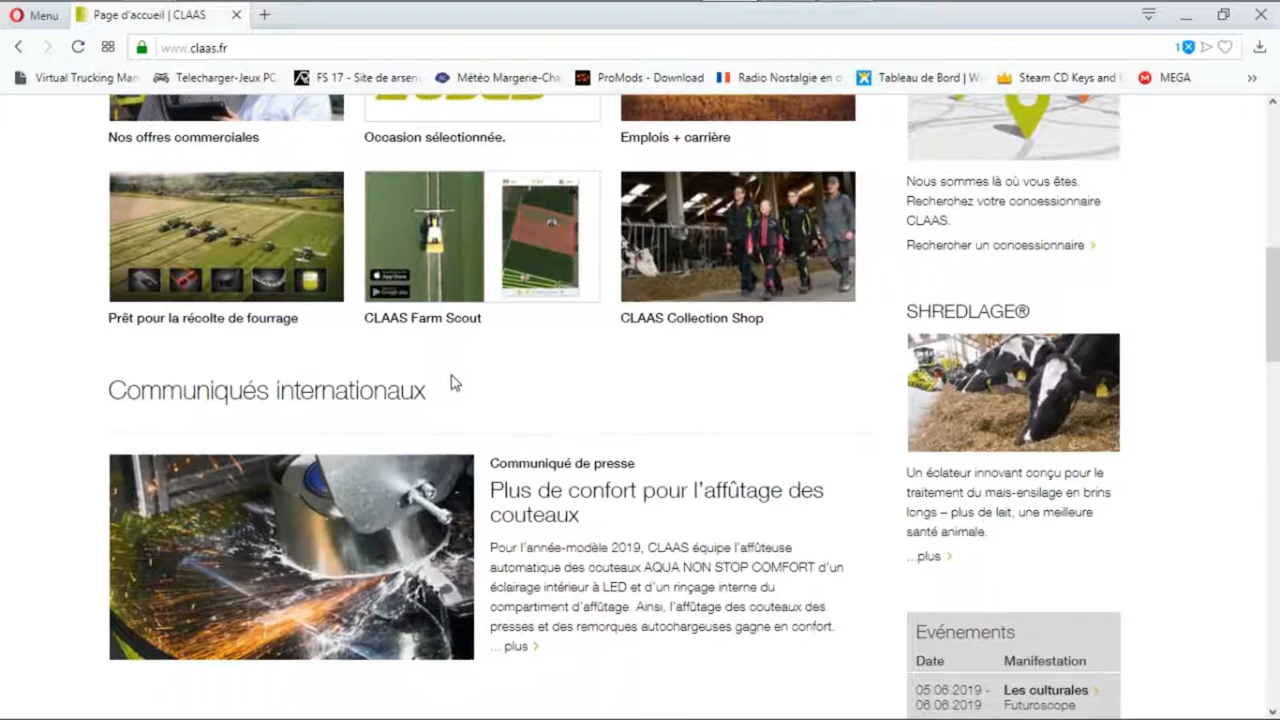 Menu
Page d'accueil | CLAAS
www.claas.fr
1
Virtual Trucking Man
Telecharger-Jeux PC
FS 17 - Site de arsen
Météo Margerie-Cha
ProMods - Download
Radio Nostalgie en d
Tableau de Bord | W
Steam CD Keys and
MEGA
Nos offres commerciales
Occasion sélectionnée.
Emplois + carrière
Prêt pour la récolte de fourrage
App Store
Google play
CLAAS Farm Scout
CLAAS Collection Shop
Communiqués internationaux
Communiqué de presse
Plus de confort pour l'affûtage des
couteaux
Pour l'année-modèle 2019, CLAAS équipe l'affûteuse
automatique des couteaux AQUA NON STOP COMFORT d'un
éclairage intérieur à LED et d'un rinçage interne du
compartiment d'affûtage. Ainsi, l'affûtage des couteaux des
presses et des remorques autochargeuses gagne en confort.
... plus
Nous sommes là où vous êtes.
Recherchez votre concessionnaire
CLAAS.
Rechercher un concessionnaire
SHREDLAGE®
Un éclateur innovant conçu pour le
traitement du mais-ensilage en brins
longs – plus de lait, une meilleure
santé animale.
...plus
Evénements
Date Manifestation
05.06.2019 - Les culturales
06.06.2019 Futuroscope